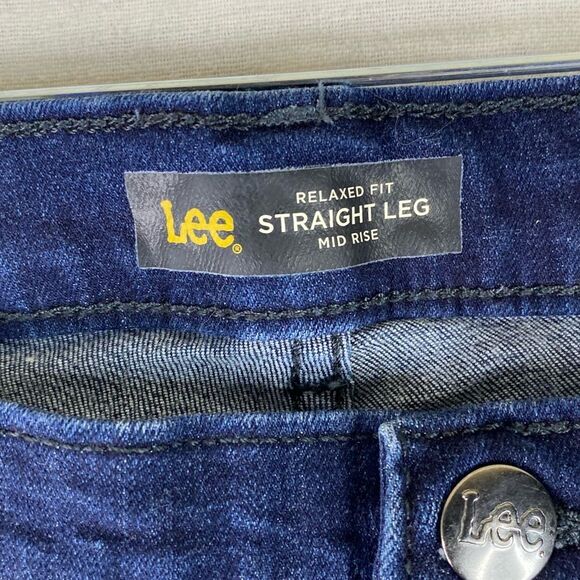 Lee®
RELAXED FIT
STRAIGHT LEG
MID RISE
Lee